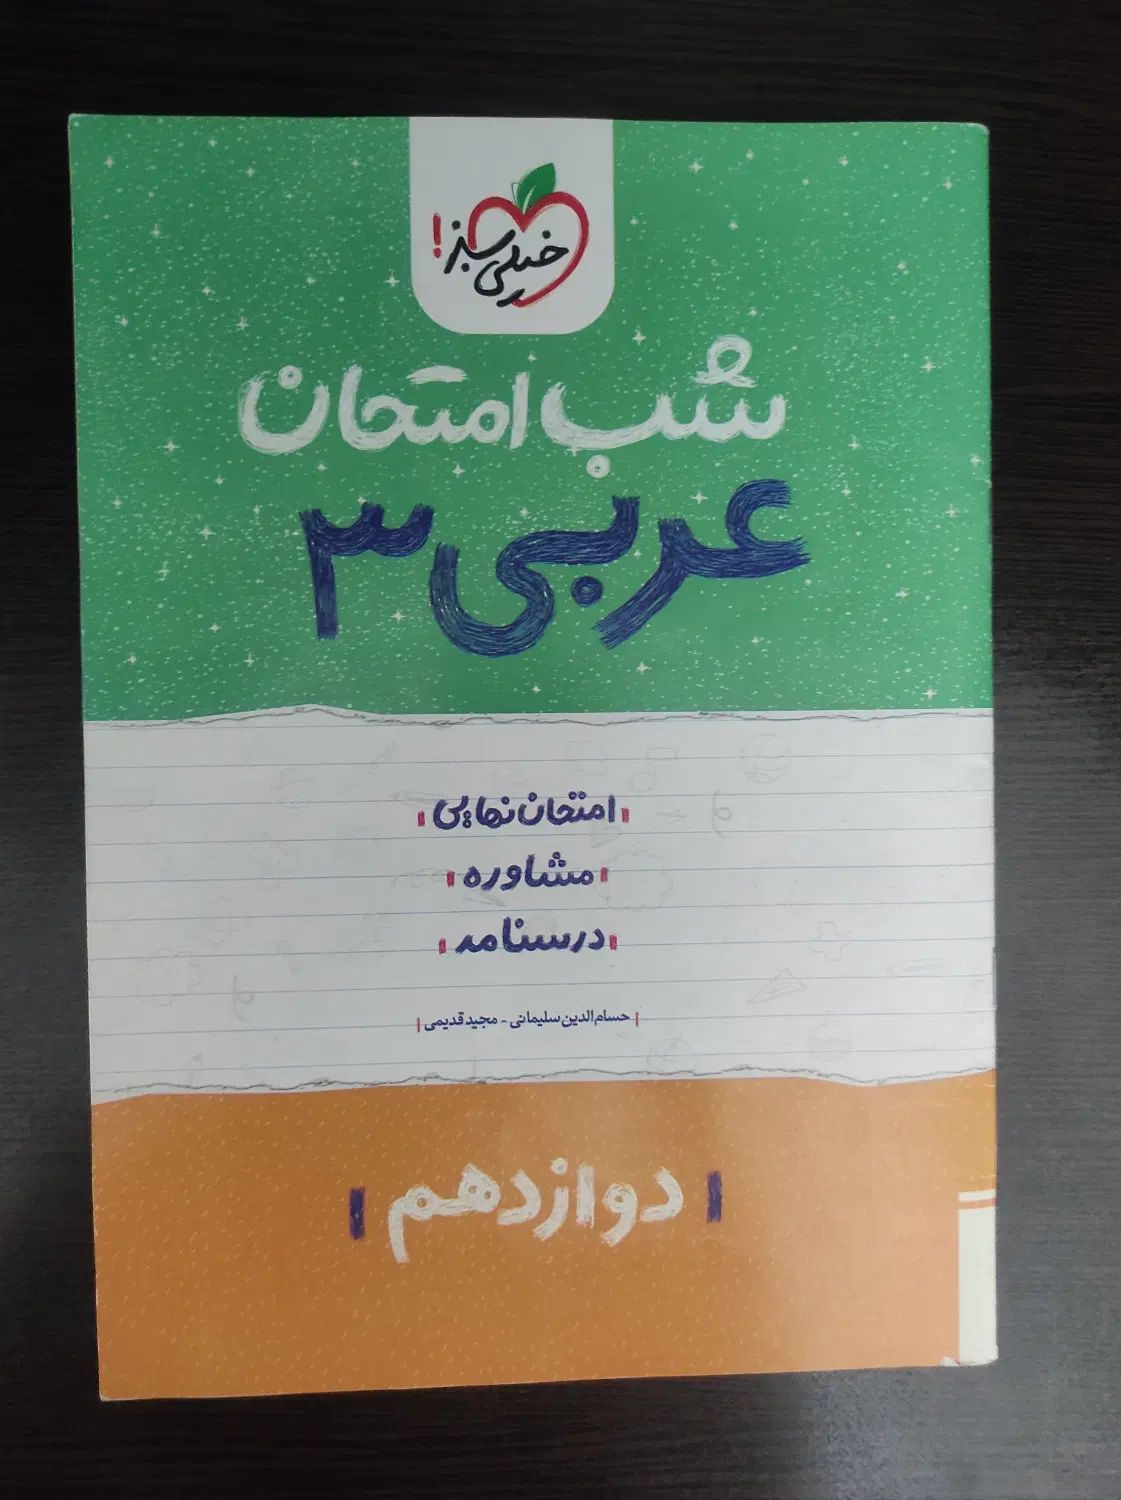 خیلی سبز!
شب امتحان
عربی ۳
امتحان نهایی
مشاوره
درسنامه
حسام‌الدین سلیمانی - مجید قدیمی
دوازدهم